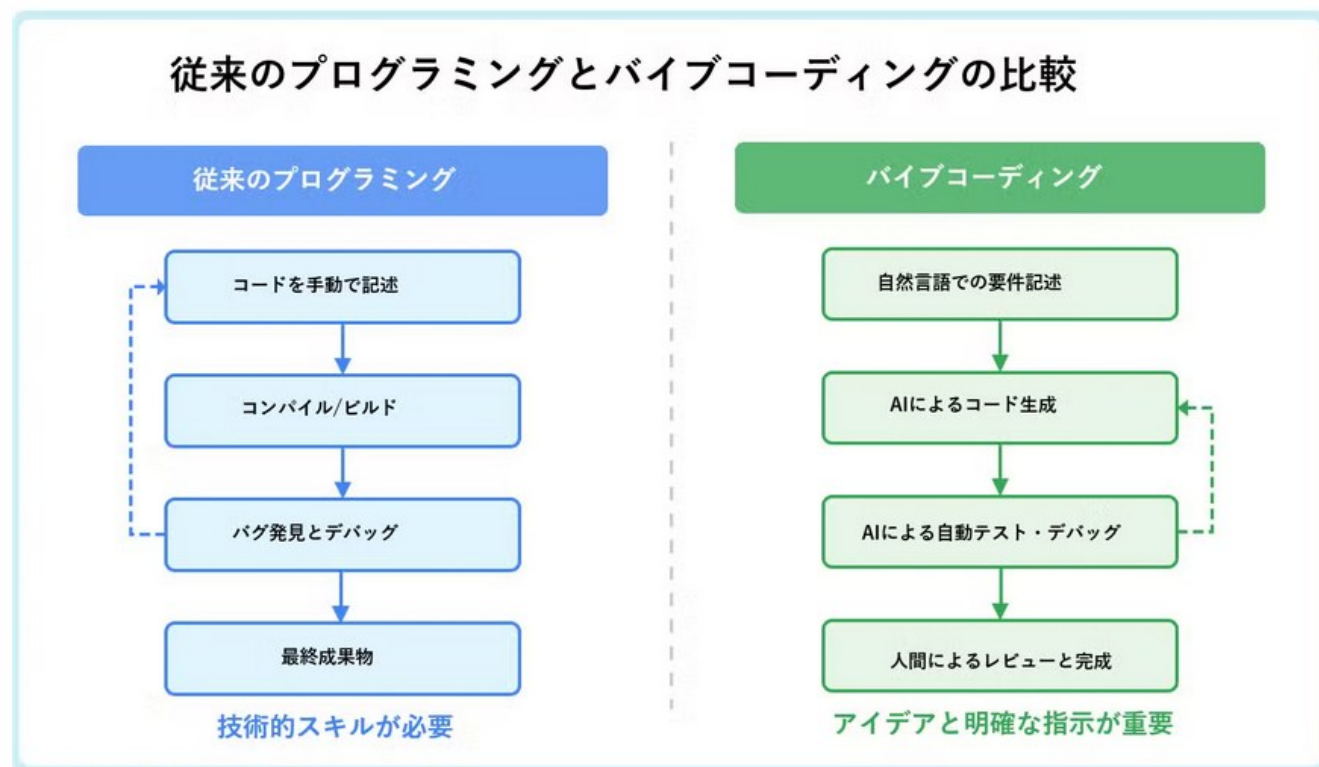 従来のプログラミングとバイブコーディングの比較
従来のプログラミング
コードを手動で記述
コンパイル/ビルド
バグ発見とデバッグ
最終成果物
技術的スキルが必要
バイブコーディング
自然言語での要件記述
AIによるコード生成
AIによる自動テスト・デバッグ
人間によるレビューと完成
アイデアと明確な指示が重要